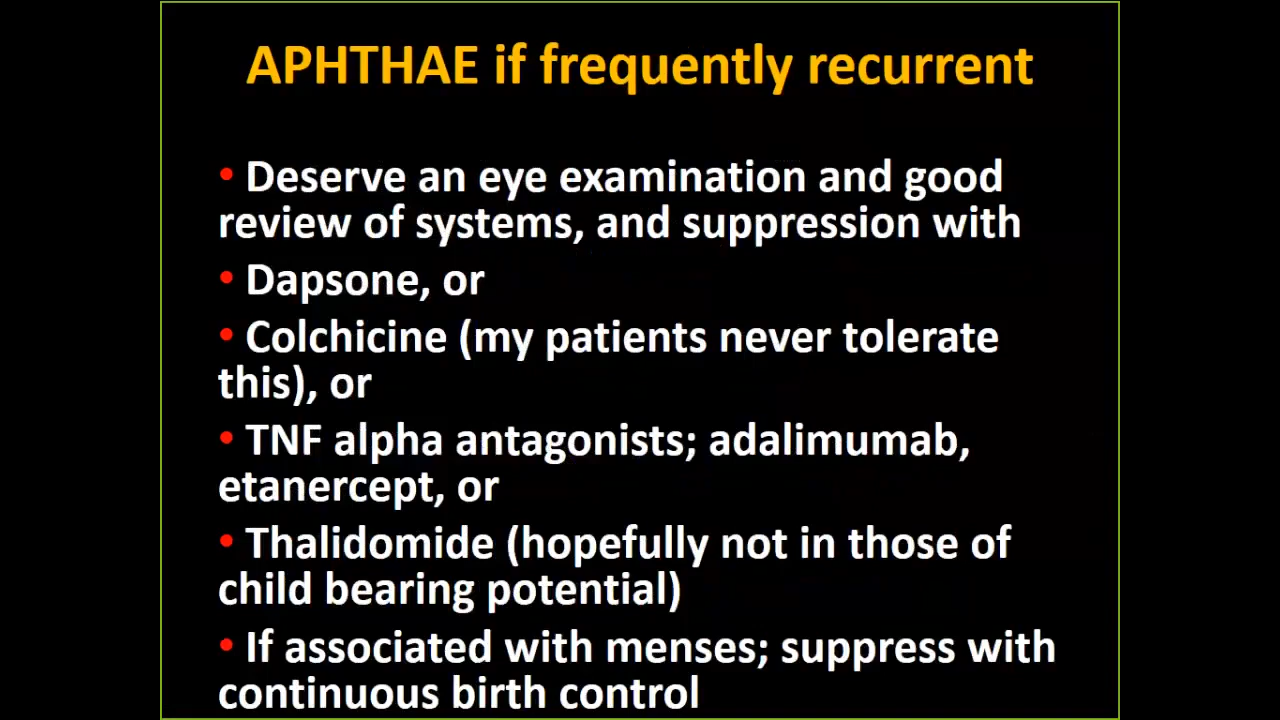 APHTHAE if frequently recurrent
• Deserve an eye examination and good
review of systems, and suppression with
• Dapsone, or
• Colchicine (my patients never tolerate
this), or
• TNF alpha antagonists; adalimumab,
etanercept, or
• Thalidomide (hopefully not in those of
child bearing potential)
• If associated with menses; suppress with
continuous birth control